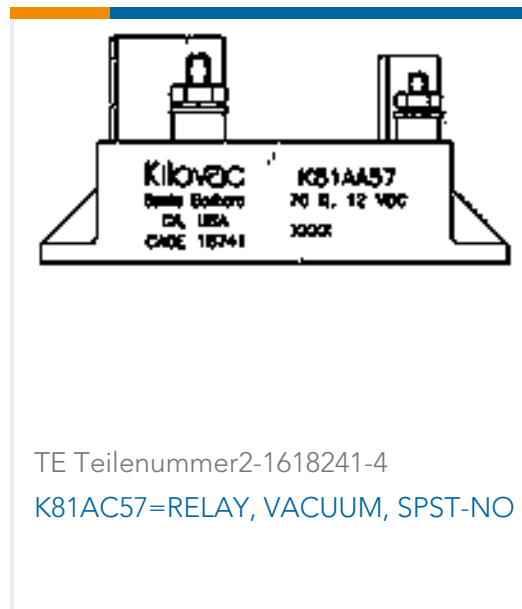 Kilovac K81AA57
Santa Barbara 70 Ω, 12 VDC
CA, USA XXXX
CAGE 18741
TE Teilenummer2-1618241-4
K81AC57=RELAY, VACUUM, SPST-NO